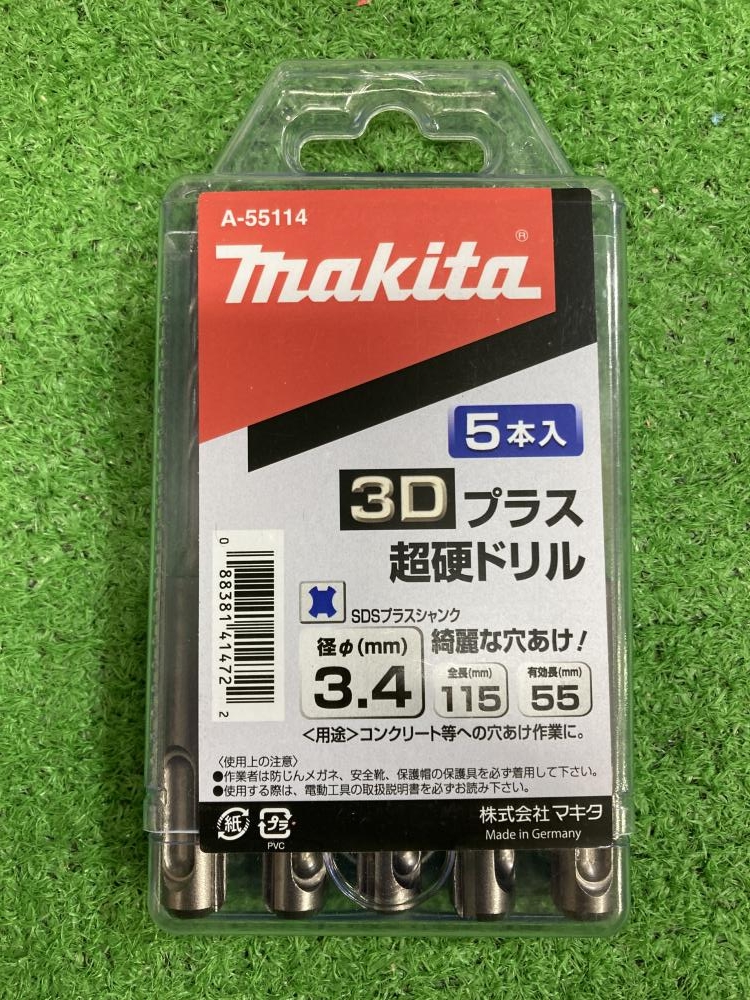 A-55114
makita®
5本入
3Dプラス
超硬ドリル
SDSプラスシャンク
綺麗な穴あけ!
径φ(mm)
3.4
全長(mm)
115
有効長(mm)
55
<用途>コンクリート等への穴あけ作業に。
0 88381 41472 2
〈使用上の注意〉
●作業者は防じんメガネ、安全靴、保護帽の保護具を必ず着用して下さい。
●使用する際は、電動工具の取扱説明書を必ずお読み下さい。
紙
プラ
PVC
株式会社マキタ
Made in Germany